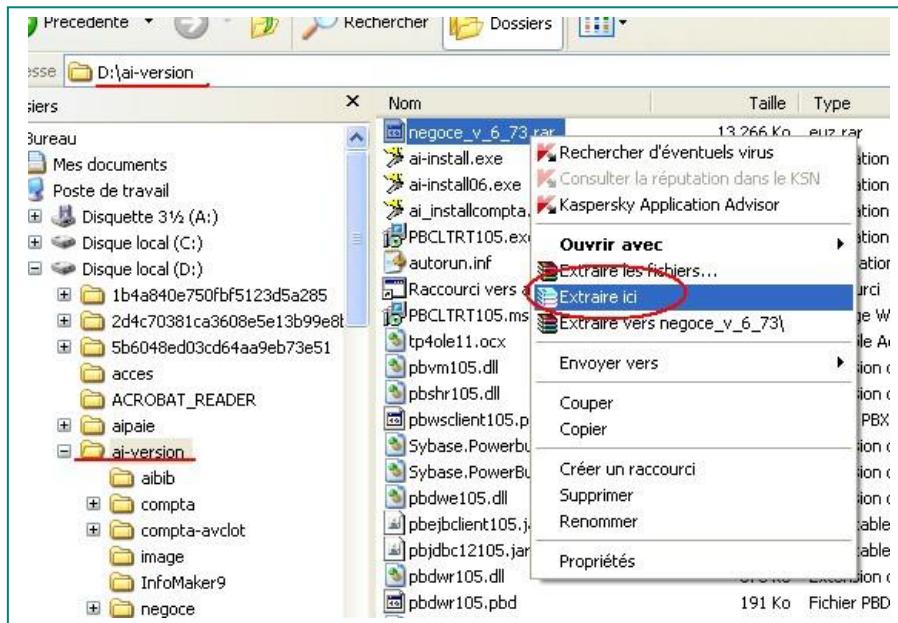 Précédente Rechercher Dossiers
esse D:\ai-version
siers Nom Taille Type
Bureau
Mes documents
Poste de travail
Disquette 3½ (A:)
Disque local (C:)
Disque local (D:)
1b4a840e750fbf5123d5a285
2d4c70381ca3608e5e13b99e8
5b6048ed03cd64aa9eb73e51
acces
ACROBAT_READER
aipaie
ai-version
aibib
compta
compta-avclot
image
InfoMaker9
negoce
negoce_v_6_73.rar 13 266 Ko euz rar
ai-install.exe
ai-install06.exe
ai_installcompta.
PBCLTRT105.ex
autorun.inf
Raccourci vers a
PBCLTRT105.ms
tp4ole11.ocx
pbvm105.dll
pbshr105.dll
pbwsclient105.p
Sybase.Powerbu
Sybase.PowerBu
pbdwe105.dll
pbejbclient105.j
pbjdbc12105.jar
pbdwr105.dll
pbdwr105.pbd 191 Ko Fichier PBD
Rechercher d'éventuels virus
Consulter la réputation dans le KSN
Kaspersky Application Advisor
Ouvrir avec
Extraire les fichiers...
Extraire ici
Extraire vers negoce_v_6_73\
Envoyer vers
Couper
Copier
Créer un raccourci
Supprimer
Renommer
Propriétés